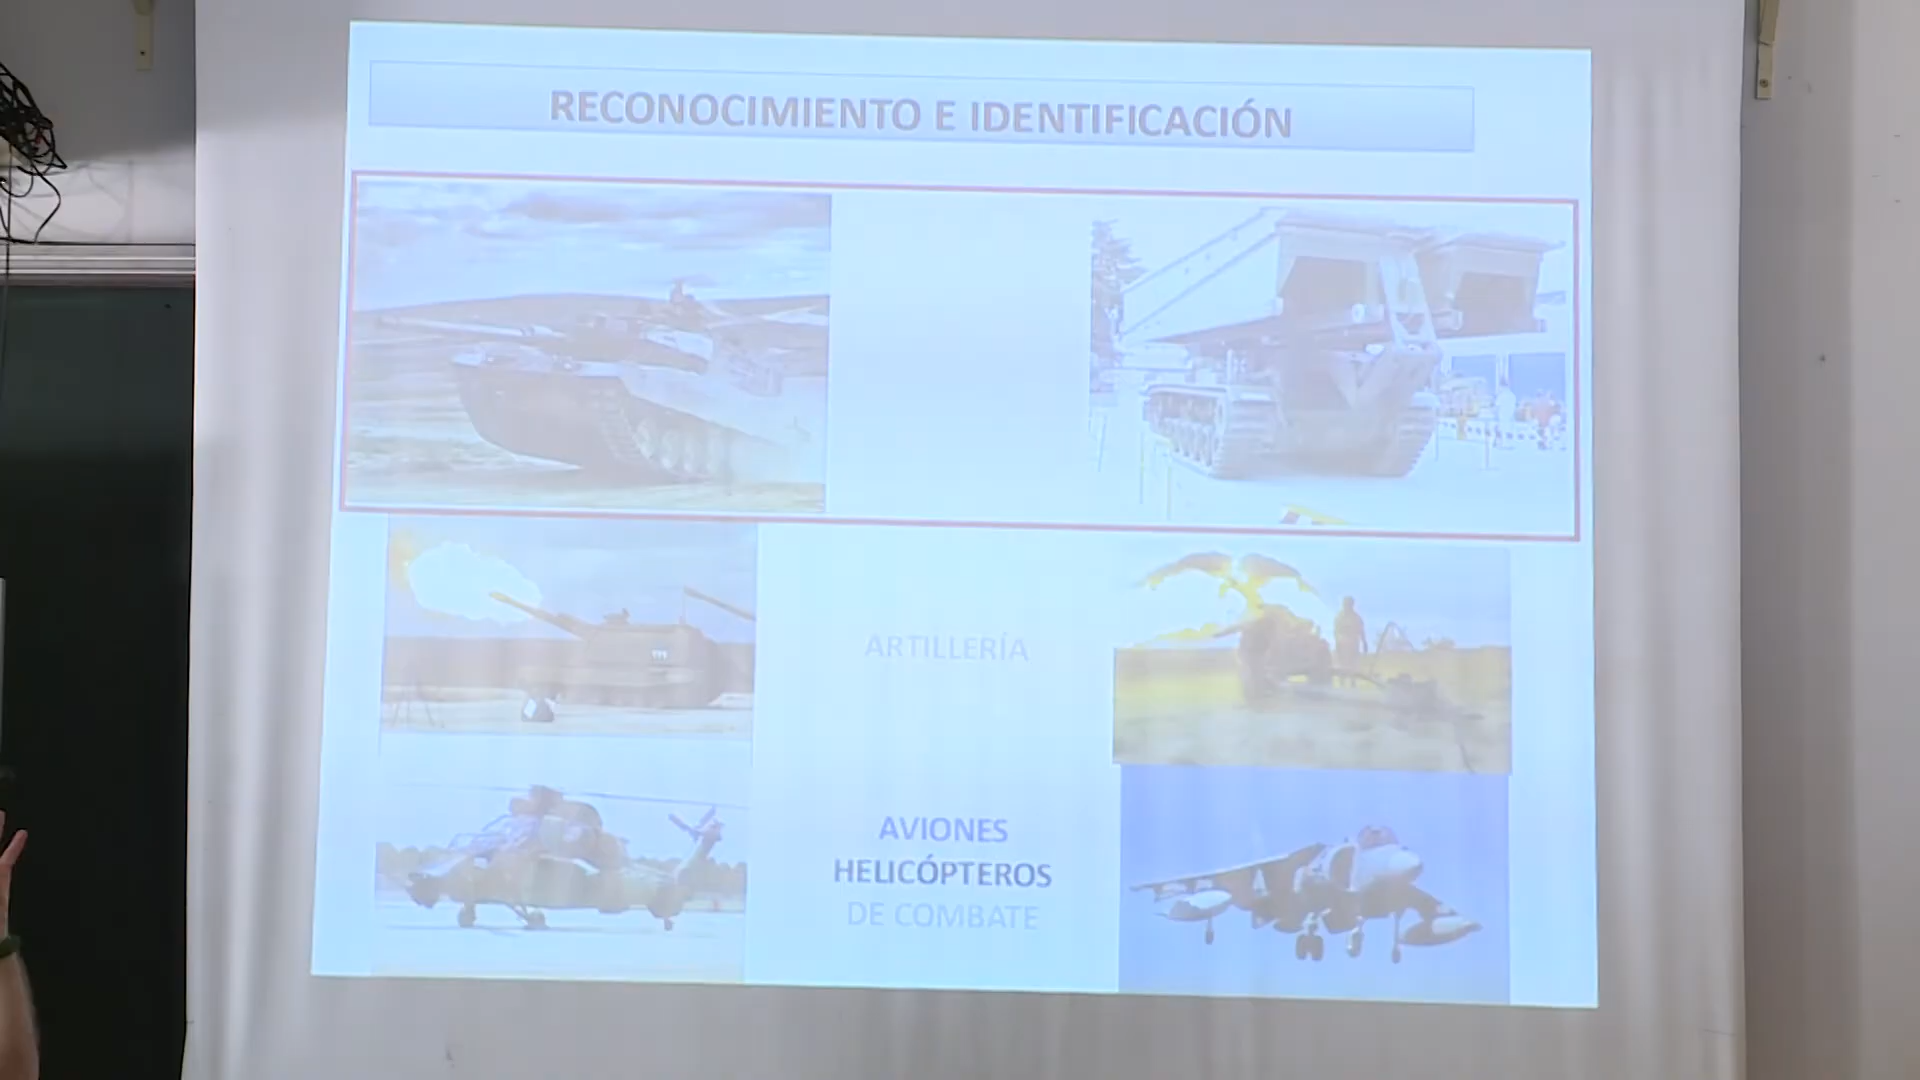 RECONOCIMIENTO E IDENTIFICACIÓN
ARTILLERÍA
AVIONES
HELICÓPTEROS
DE COMBATE